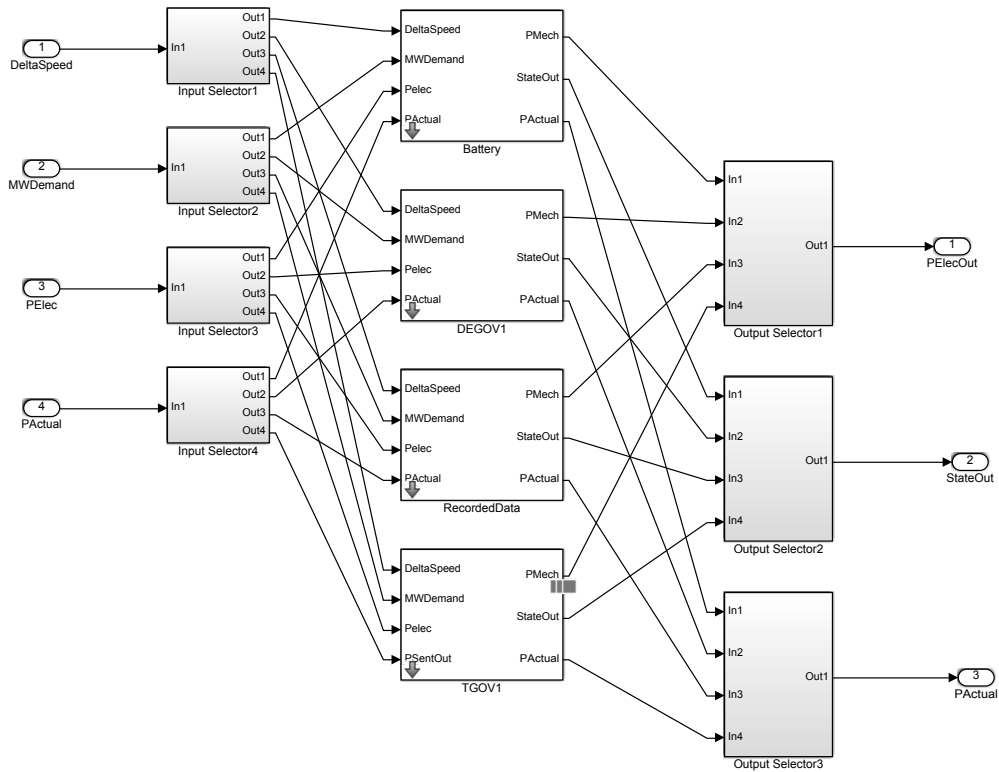 1
DeltaSpeed
In1
Out1
Out2
Out3
Out4
Input Selector1
2
MWDemand
In1
Out1
Out2
Out3
Out4
Input Selector2
3
PElec
In1
Out1
Out2
Out3
Out4
Input Selector3
4
PActual
In1
Out1
Out2
Out3
Out4
Input Selector4
DeltaSpeed
MWDemand
Pelec
PActual
PMech
StateOut
PActual
Battery
DeltaSpeed
MWDemand
Pelec
PActual
PMech
StateOut
PActual
DEGOV1
DeltaSpeed
MWDemand
Pelec
PActual
PMech
StateOut
PActual
RecordedData
DeltaSpeed
MWDemand
Pelec
PSentOut
PMech
StateOut
PActual
TGOV1
In1
In2
In3
In4
Out1
Output Selector1
1
PElecOut
In1
In2
In3
In4
Out1
Output Selector2
2
StateOut
In1
In2
In3
In4
Out1
Output Selector3
3
PActual